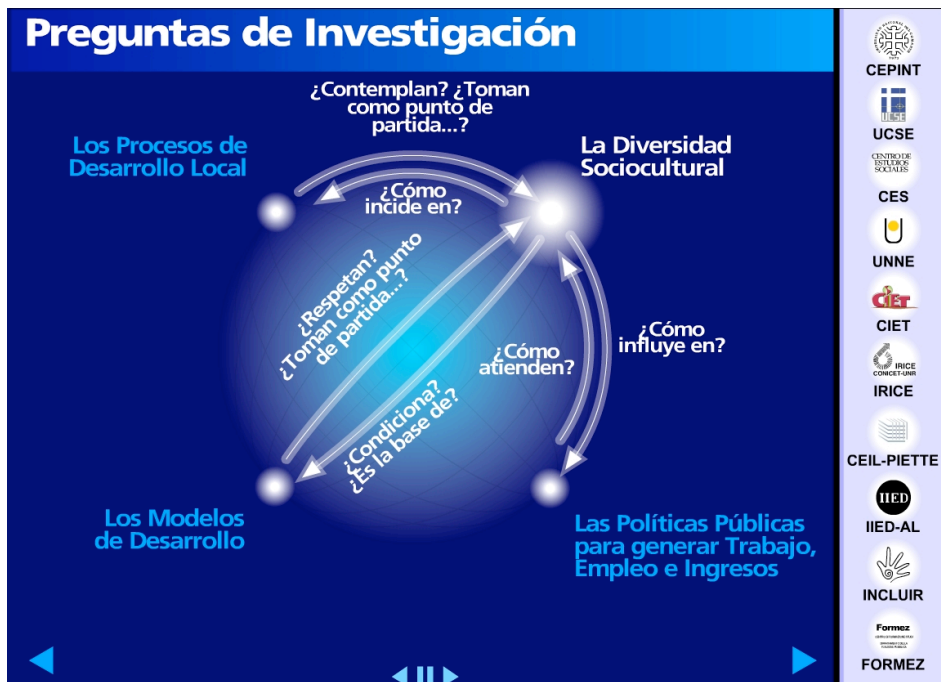 Preguntas de Investigación
¿Contemplan? ¿Toman
como punto de
partida...?
Los Procesos de
Desarrollo Local
La Diversidad
Sociocultural
¿Cómo
incide en?
¿Respetan?
¿Toman como punto
de partida...?
¿Cómo
influye en?
¿Cómo
atienden?
¿Condiciona?
¿Es la base de?
Los Modelos
de Desarrollo
Las Políticas Públicas
para generar Trabajo,
Empleo e Ingresos
CEPINT
UCSE
UCSE
CENTRO DE
ESTUDIOS
SOCIALES
CES
UNNE
CIET
CIET
IRICE
CONICET-UNR
IRICE
CEIL-PIETTE
IIED
IIED-AL
INCLUIR
Formez
FORMEZ